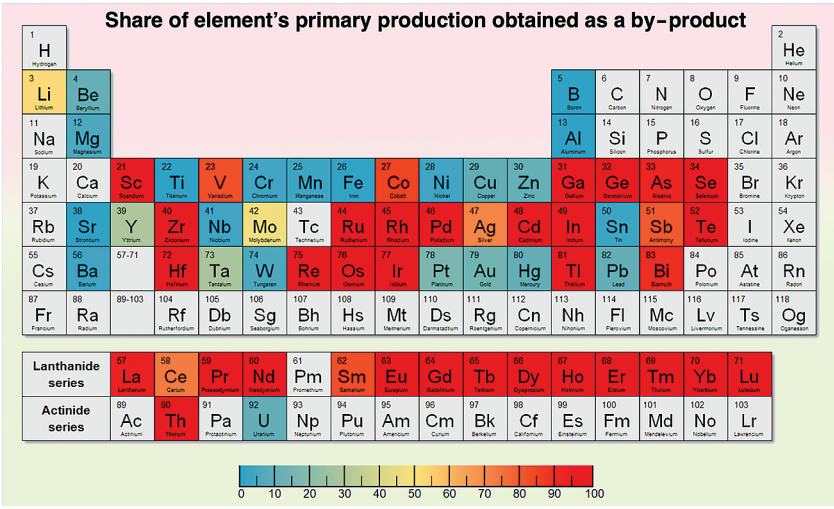 Share of element's primary production obtained as a by-product
1 2
H He
Hydrogen Helium
3 4 5 6 7 8 9 10
Li Be B C N O F Ne
Lithium Beryllium Boron Carbon Nitrogen Oxygen Fluorine Neon
11 12 13 14 15 16 17 18
Na Mg Al Si P S Cl Ar
Sodium Magnesium Aluminum Silicon Phosphorus Sulfur Chlorine Argon
19 20 21 22 23 24 25 26 27 28 29 30 31 32 33 34 35 36
K Ca Sc Ti V Cr Mn Fe Co Ni Cu Zn Ga Ge As Se Br Kr
Potassium Calcium Scandium Titanium Vanadium Chromium Manganese Iron Cobalt Nickel Copper Zinc Gallium Germanium Arsenic Selenium Bromine Krypton
37 38 39 40 41 42 43 44 45 46 47 48 49 50 51 52 53 54
Rb Sr Y Zr Nb Mo Tc Ru Rh Pd Ag Cd In Sn Sb Te I Xe
Rubidium Strontium Yttrium Zirconium Niobium Molybdenum Technetium Ruthenium Rhodium Palladium Silver Cadmium Indium Tin Antimony Tellurium Iodine Xenon
55 56 57-71 72 73 74 75 76 77 78 79 80 81 82 83 84 85 86
Cs Ba Hf Ta W Re Os Ir Pt Au Hg Tl Pb Bi Po At Rn
Cesium Barium Hafnium Tantalum Tungsten Rhenium Osmium Iridium Platinum Gold Mercury Thallium Lead Bismuth Polonium Astatine Radon
87 88 89-103 104 105 106 107 108 109 110 111 112 113 114 115 116 117 118
Fr Ra Rf Db Sg Bh Hs Mt Ds Rg Cn Nh Fl Mc Lv Ts Og
Francium Radium Rutherfordium Dubnium Seaborgium Bohrium Hassium Meitnerium Darmstadtium Roentgenium Copernicium Nihonium Flerovium Moscovium Livermorium Tennessine Oganesson
Lanthanide
series
57 58 59 60 61 62 63 64 65 66 67 68 69 70 71
La Ce Pr Nd Pm Sm Eu Gd Tb Dy Ho Er Tm Yb Lu
Lanthanum Cerium Praseodymium Neodymium Promethium Samarium Europium Gadolinium Terbium Dysprosium Holmium Erbium Thulium Ytterbium Lutetium
Actinide
series
89 90 91 92 93 94 95 96 97 98 99 100 101 102 103
Ac Th Pa U Np Pu Am Cm Bk Cf Es Fm Md No Lr
Actinium Thorium Protactinium Uranium Neptunium Plutonium Americium Curium Berkelium Californium Einsteinium Fermium Mendelevium Nobelium Lawrencium
0 10 20 30 40 50 60 70 80 90 100